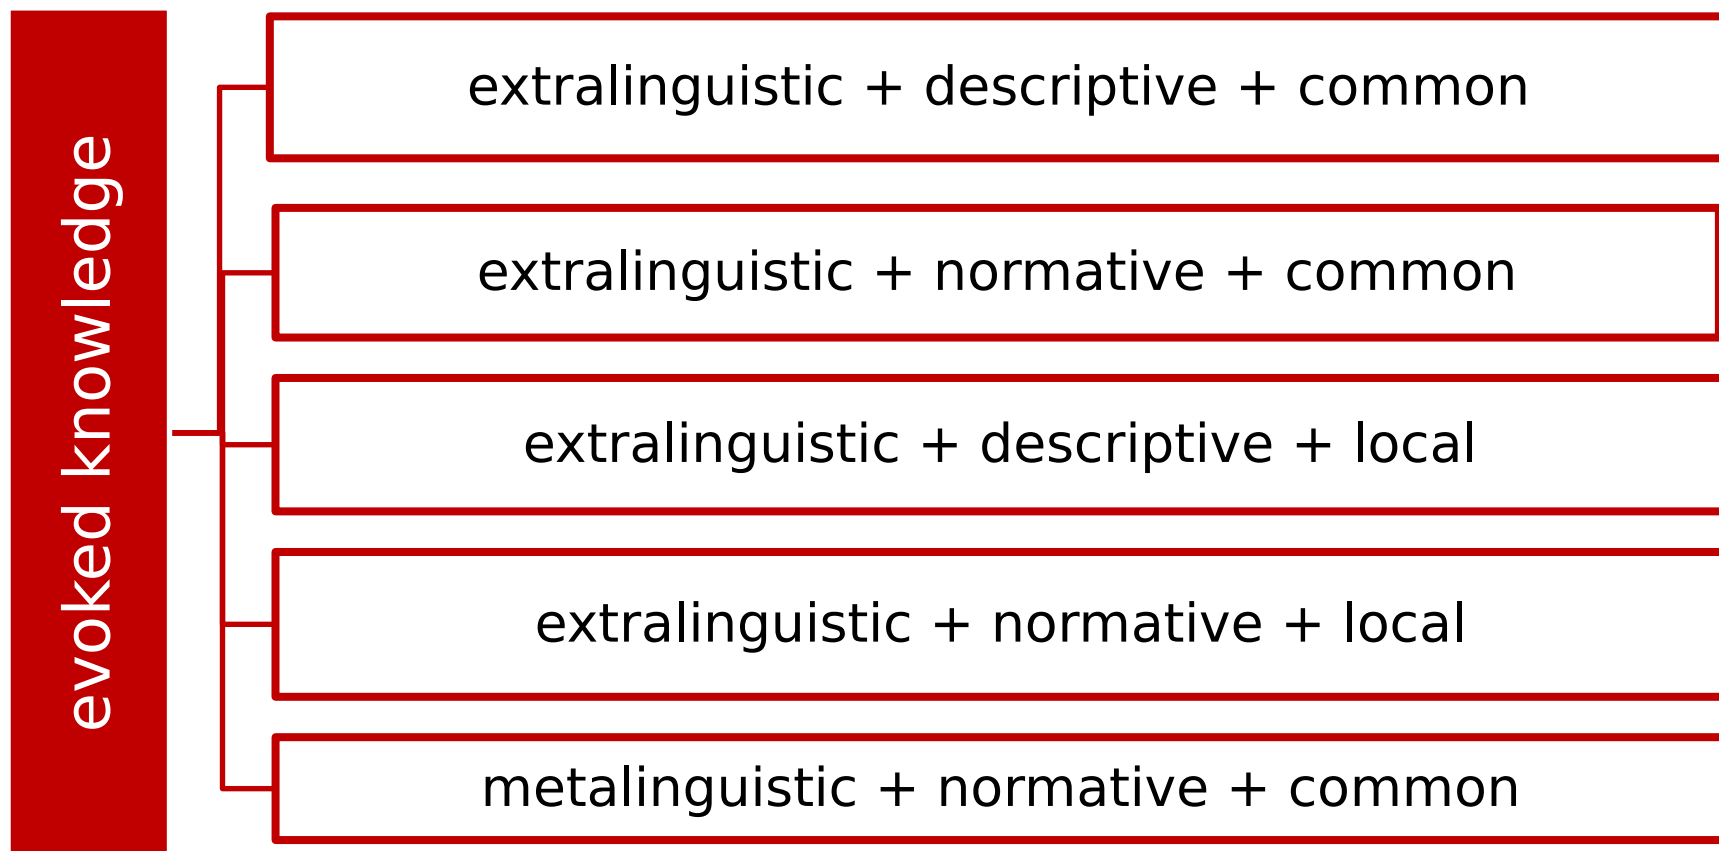 evoked knowledge
extralinguistic + descriptive + common
extralinguistic + normative + common
extralinguistic + descriptive + local
extralinguistic + normative + local
metalinguistic + normative + common